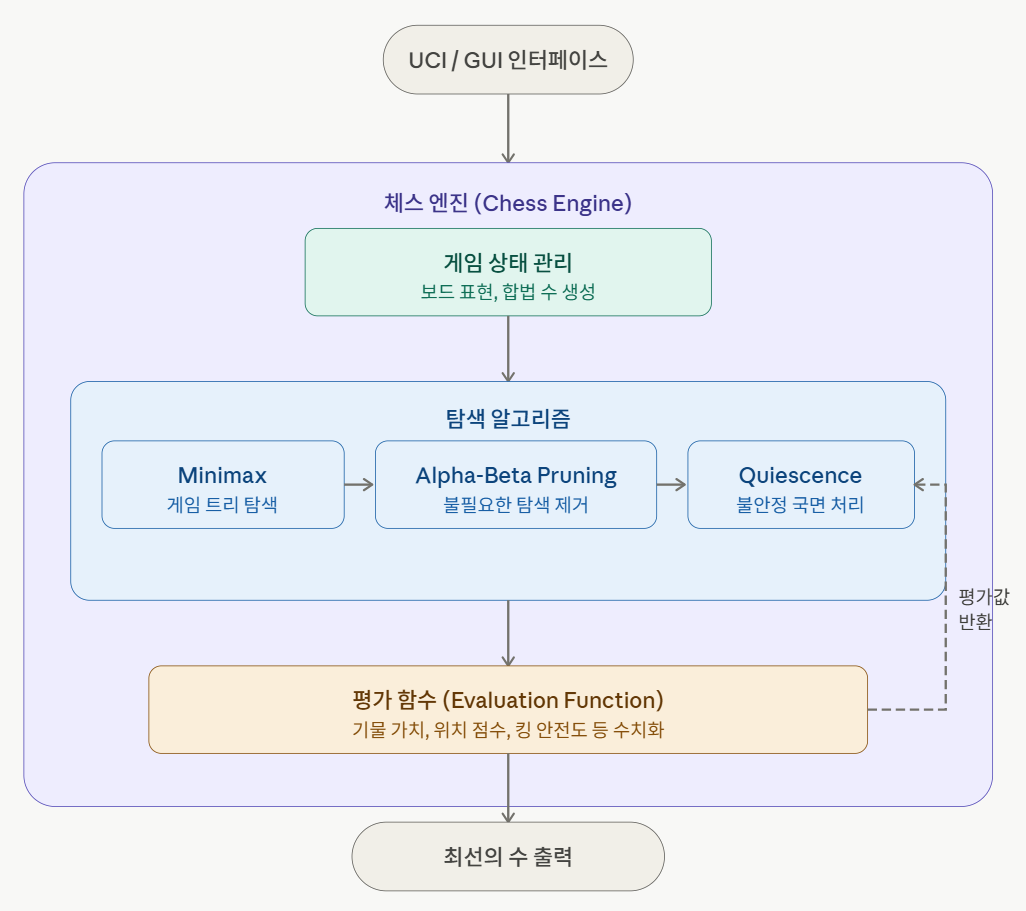 UCI / GUI 인터페이스
체스 엔진 (Chess Engine)
게임 상태 관리
보드 표현, 합법 수 생성
탐색 알고리즘
Minimax
게임 트리 탐색
Alpha-Beta Pruning
불필요한 탐색 제거
Quiescence
불안정 국면 처리
평가값
반환
평가 함수 (Evaluation Function)
기물 가치, 위치 점수, 킹 안전도 등 수치화
최선의 수 출력